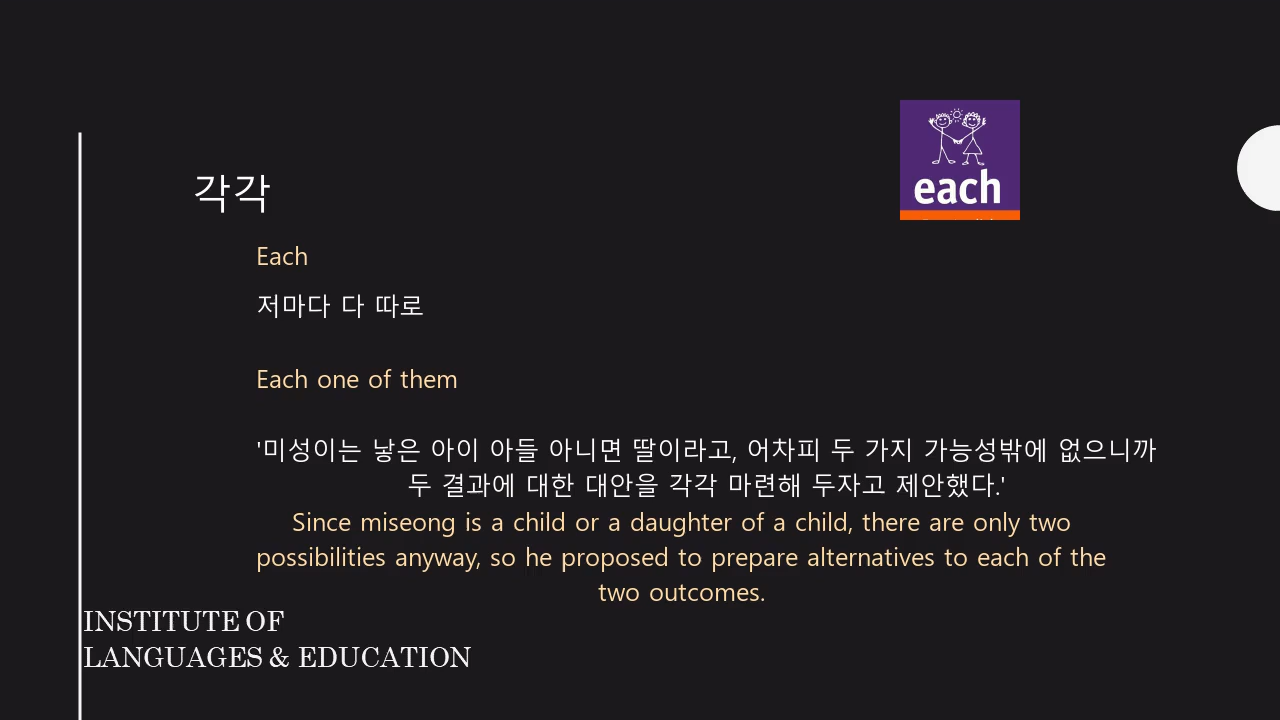 each
각각
Each
저마다 다 따로
Each one of them
'미성이는 낳은 아이 아들 아니면 딸이라고, 어차피 두 가지 가능성밖에 없으니까
두 결과에 대한 대안을 각각 마련해 두자고 제안했다.'
Since miseong is a child or a daughter of a child, there are only two
possibilities anyway, so he proposed to prepare alternatives to each of the
two outcomes.
INSTITUTE OF
LANGUAGES & EDUCATION